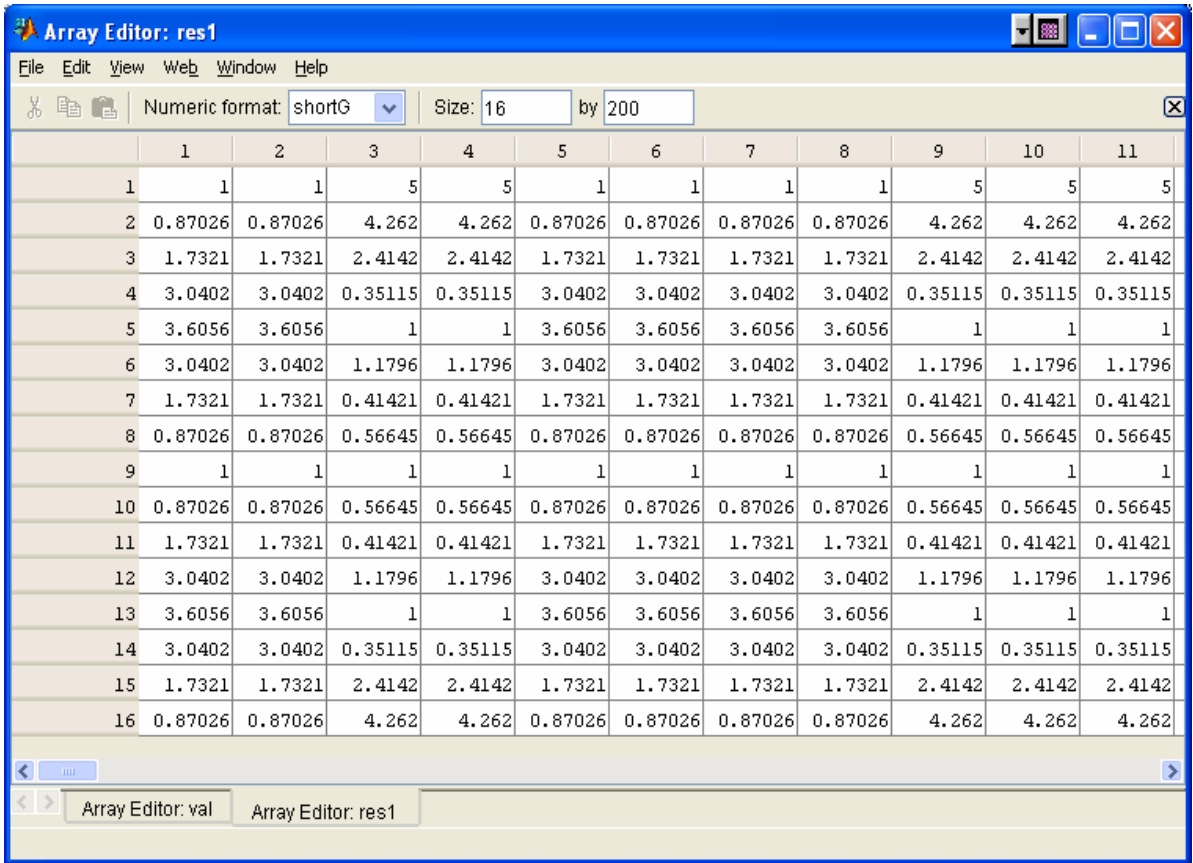 Array Editor: res1
File Edit View Web Window Help
Numeric format: shortG Size: 16 by 200
1 2 3 4 5 6 7 8 9 10 11
1 1 1 5 5 1 1 1 1 5 5 5
2 0.87026 0.87026 4.262 4.262 0.87026 0.87026 0.87026 0.87026 4.262 4.262 4.262
3 1.7321 1.7321 2.4142 2.4142 1.7321 1.7321 1.7321 1.7321 2.4142 2.4142 2.4142
4 3.0402 3.0402 0.35115 0.35115 3.0402 3.0402 3.0402 3.0402 0.35115 0.35115 0.35115
5 3.6056 3.6056 1 1 3.6056 3.6056 3.6056 3.6056 1 1 1
6 3.0402 3.0402 1.1796 1.1796 3.0402 3.0402 3.0402 3.0402 1.1796 1.1796 1.1796
7 1.7321 1.7321 0.41421 0.41421 1.7321 1.7321 1.7321 1.7321 0.41421 0.41421 0.41421
8 0.87026 0.87026 0.56645 0.56645 0.87026 0.87026 0.87026 0.87026 0.56645 0.56645 0.56645
9 1 1 1 1 1 1 1 1 1 1 1
10 0.87026 0.87026 0.56645 0.56645 0.87026 0.87026 0.87026 0.87026 0.56645 0.56645 0.56645
11 1.7321 1.7321 0.41421 0.41421 1.7321 1.7321 1.7321 1.7321 0.41421 0.41421 0.41421
12 3.0402 3.0402 1.1796 1.1796 3.0402 3.0402 3.0402 3.0402 1.1796 1.1796 1.1796
13 3.6056 3.6056 1 1 3.6056 3.6056 3.6056 3.6056 1 1 1
14 3.0402 3.0402 0.35115 0.35115 3.0402 3.0402 3.0402 3.0402 0.35115 0.35115 0.35115
15 1.7321 1.7321 2.4142 2.4142 1.7321 1.7321 1.7321 1.7321 2.4142 2.4142 2.4142
16 0.87026 0.87026 4.262 4.262 0.87026 0.87026 0.87026 0.87026 4.262 4.262 4.262
Array Editor: val Array Editor: res1